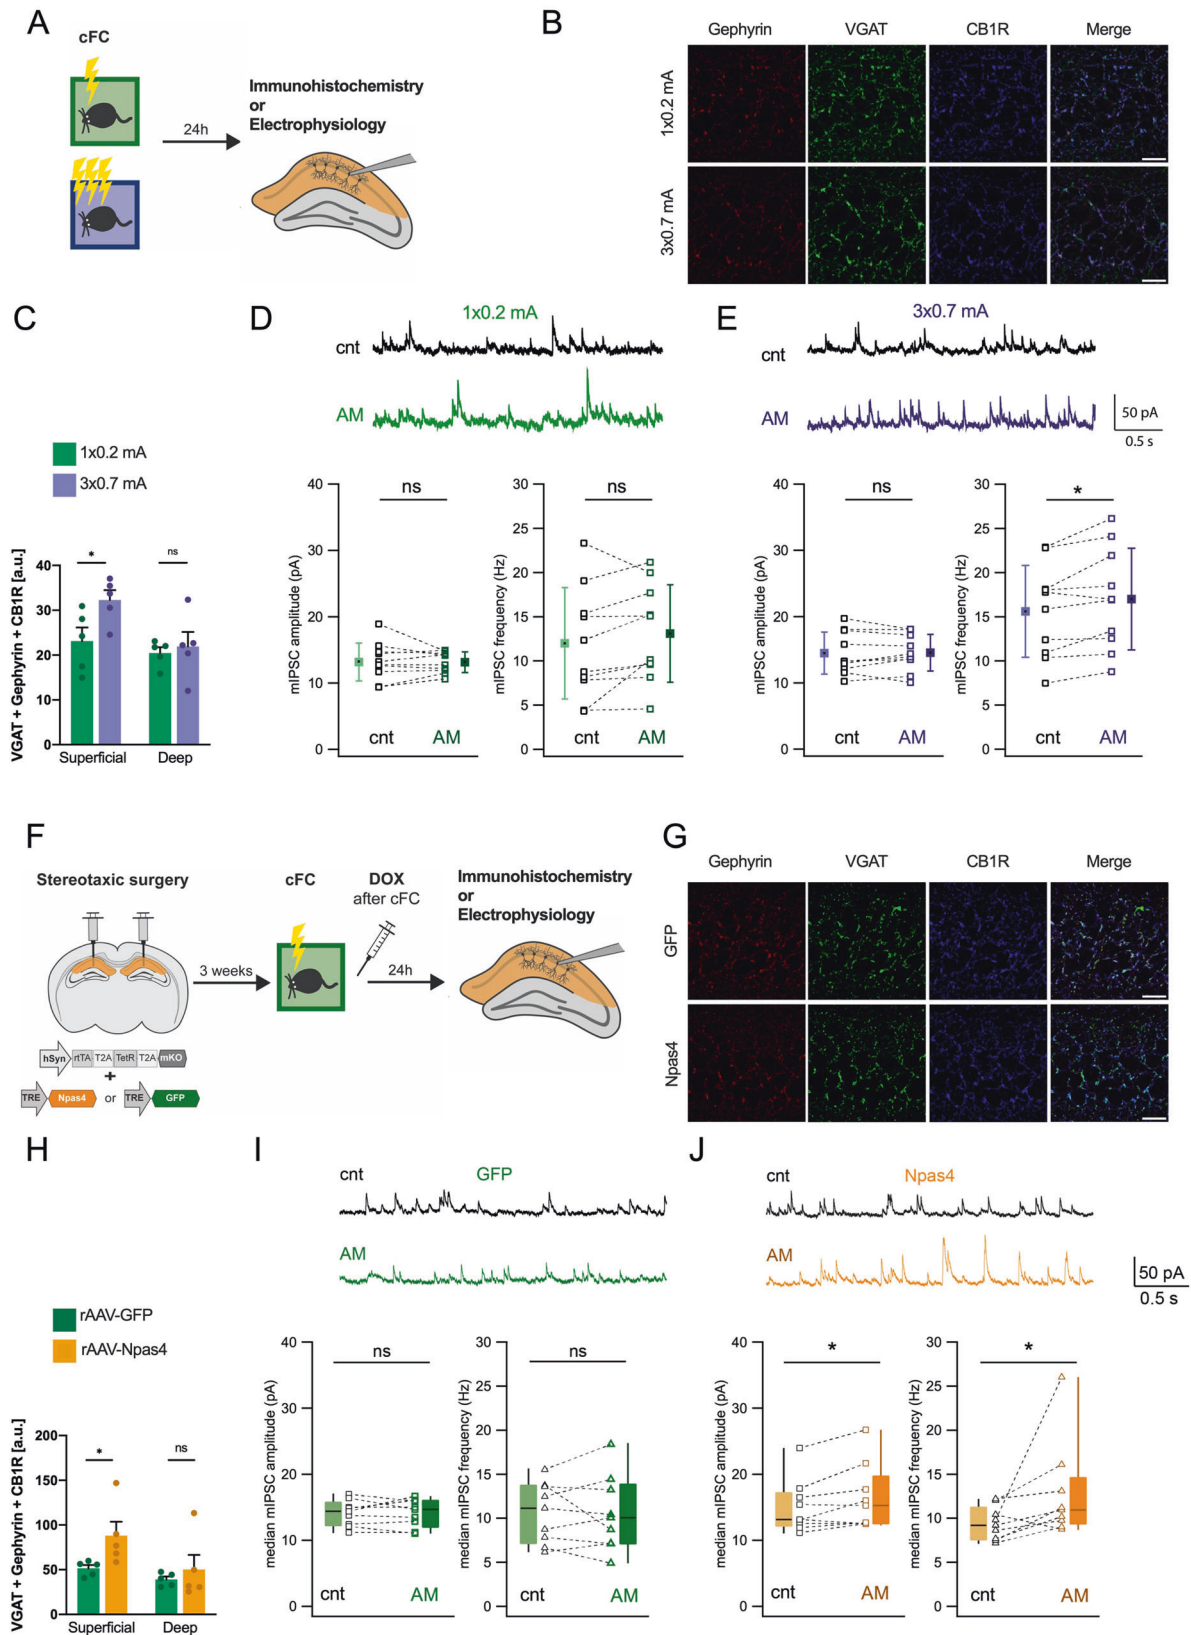 A
cFC
24h
Immunohistochemistry
or
Electrophysiology
B
Gephyrin
VGAT
CB1R
Merge
1x0.2 mA
3x0.7 mA
C
1x0.2 mA
3x0.7 mA
VGAT + Gephyrin + CB1R [a.u.]
40
30
20
10
0
*
ns
Superficial
Deep
D
1x0.2 mA
cnt
AM
mIPSC amplitude (pA)
40
30
20
10
0
ns
cnt
AM
mIPSC frequency (Hz)
30
25
20
15
10
5
0
ns
cnt
AM
E
3x0.7 mA
cnt
AM
50 pA
0.5 s
mIPSC amplitude (pA)
40
30
20
10
0
ns
cnt
AM
mIPSC frequency (Hz)
30
25
20
15
10
5
0
*
cnt
AM
F
Stereotaxic surgery
3 weeks
cFC
DOX
after cFC
24h
Immunohistochemistry
or
Electrophysiology
hSyn rtTA T2A TetR T2A mKO
+
TRE Npas4 or TRE GFP
G
Gephyrin
VGAT
CB1R
Merge
GFP
Npas4
H
rAAV-GFP
rAAV-Npas4
VGAT + Gephyrin + CB1R [a.u.]
200
150
100
50
0
*
ns
Superficial
Deep
I
cnt
GFP
AM
median mIPSC amplitude (pA)
40
30
20
10
0
ns
cnt
AM
median mIPSC frequency (Hz)
30
25
20
15
10
5
0
ns
cnt
AM
J
cnt
Npas4
AM
50 pA
0.5 s
median mIPSC amplitude (pA)
40
30
20
10
0
*
cnt
AM
median mIPSC frequency (Hz)
30
25
20
15
10
5
0
*
cnt
AM